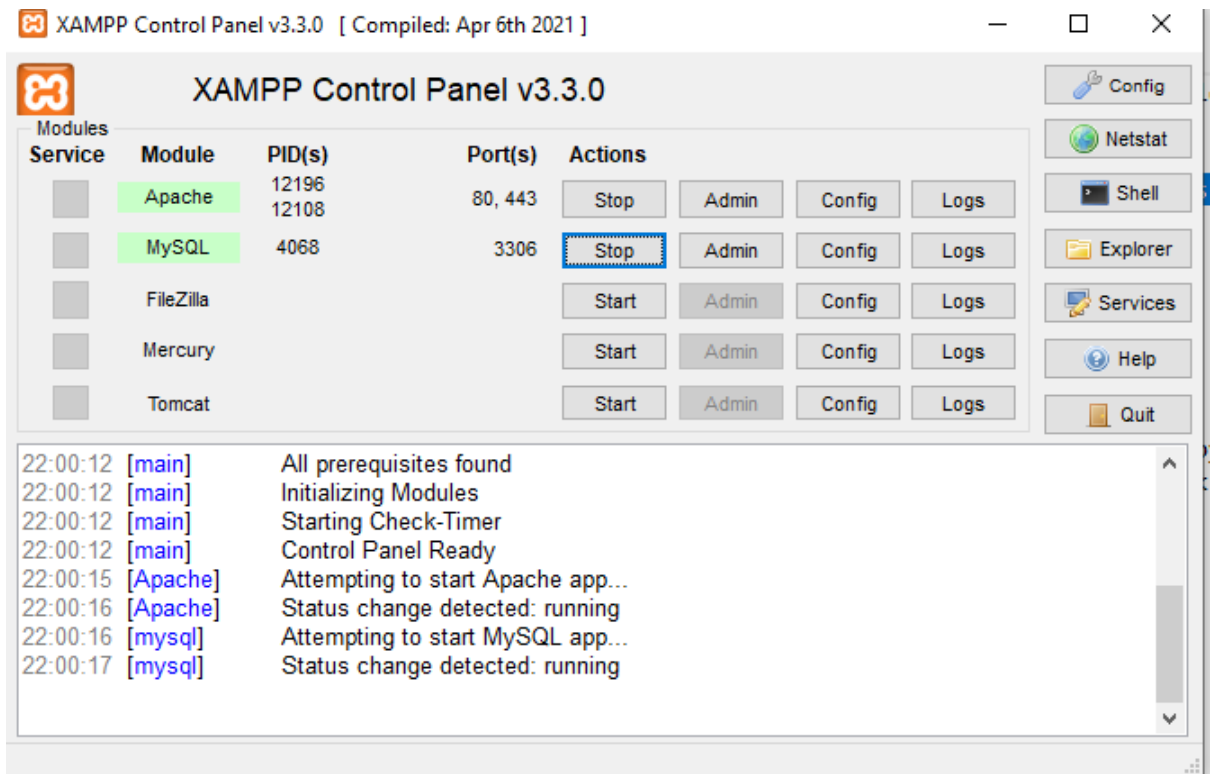 XAMPP Control Panel v3.3.0 [ Compiled: Apr 6th 2021 ]
XAMPP Control Panel v3.3.0
Config
Modules
Service Module PID(s) Port(s) Actions
Netstat
Apache 12196 12108 80, 443 Stop Admin Config Logs
Shell
MySQL 4068 3306 Stop Admin Config Logs
Explorer
FileZilla Start Admin Config Logs
Services
Mercury Start Admin Config Logs
Help
Tomcat Start Admin Config Logs
Quit
22:00:12 [main] All prerequisites found
22:00:12 [main] Initializing Modules
22:00:12 [main] Starting Check-Timer
22:00:12 [main] Control Panel Ready
22:00:15 [Apache] Attempting to start Apache app...
22:00:16 [Apache] Status change detected: running
22:00:16 [mysql] Attempting to start MySQL app...
22:00:17 [mysql] Status change detected: running